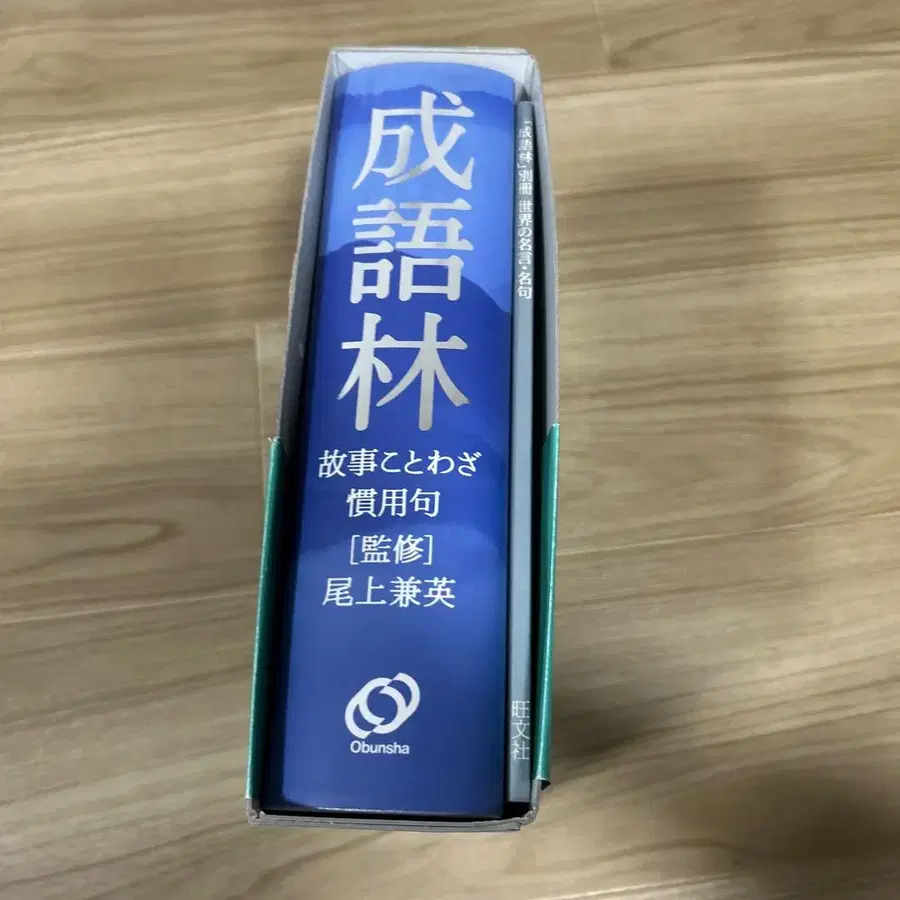 成語林
故事ことわざ
慣用句
[監修]
尾上兼英
Obunsha
「成語林」別冊 世界の名言・名句
旺文社